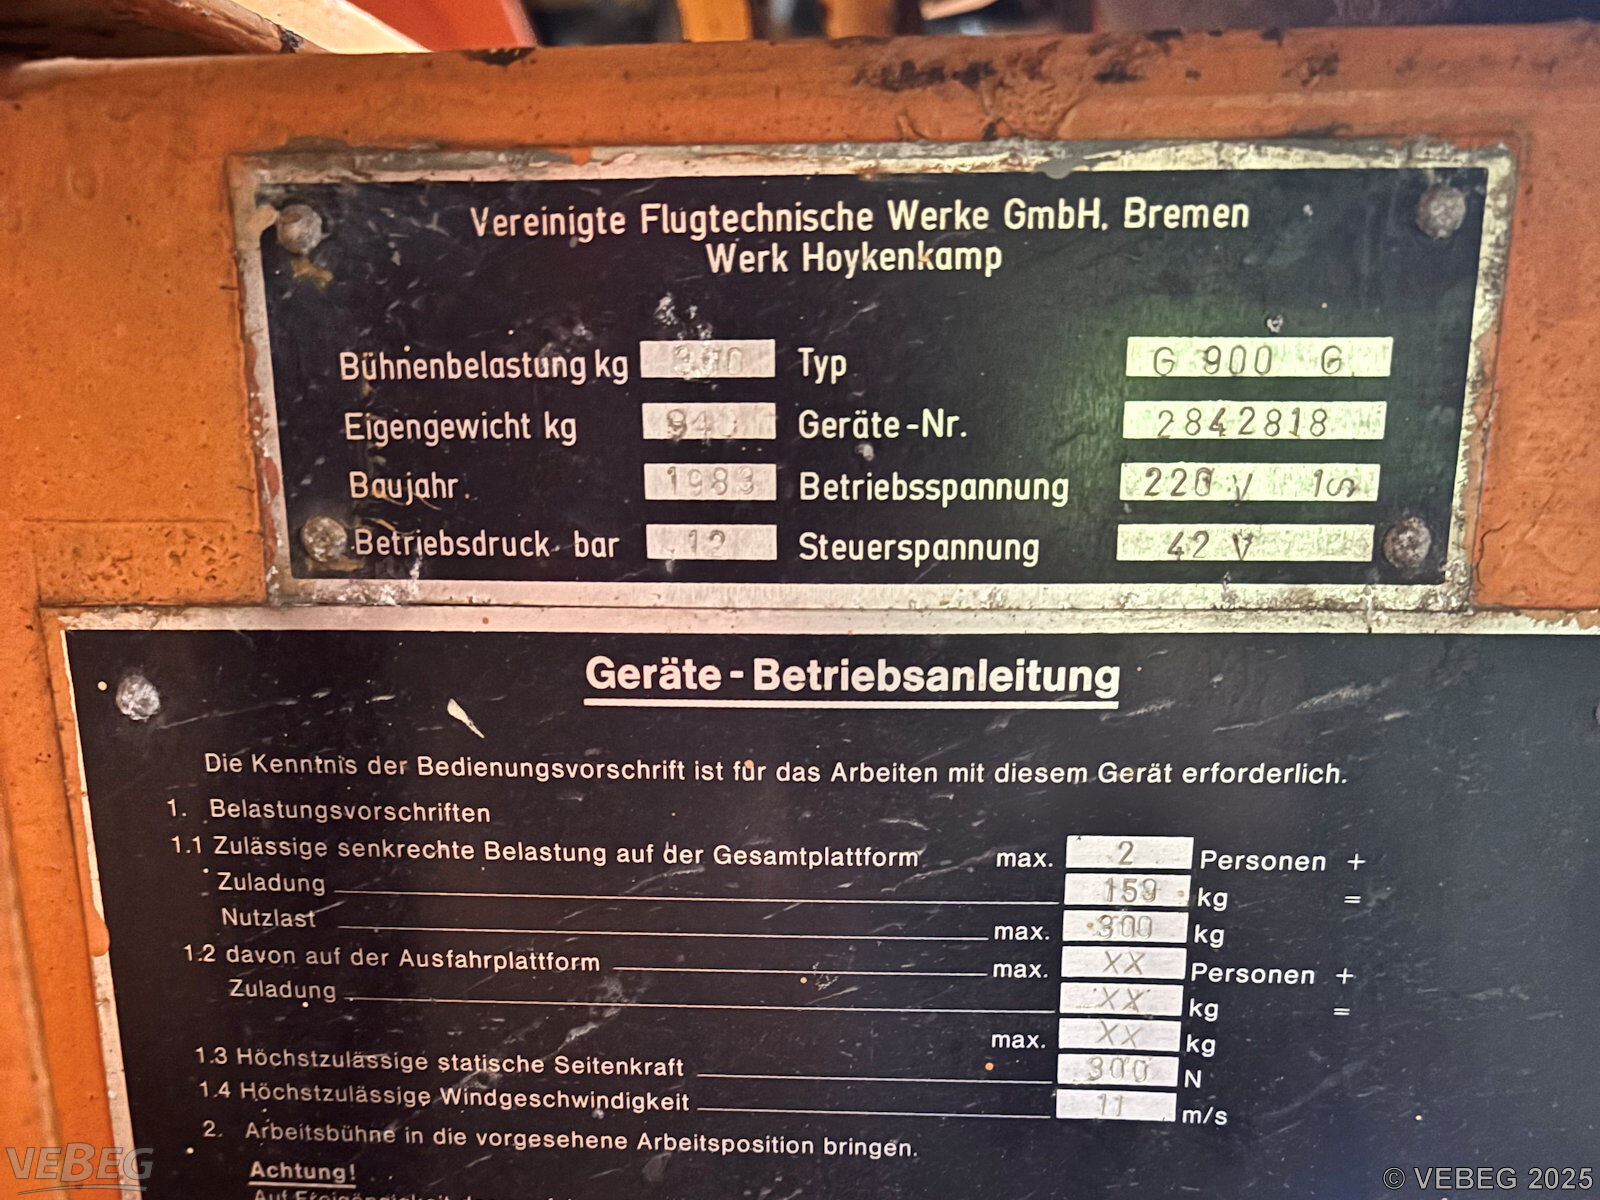 Vereinigte Flugtechnische Werke GmbH. Bremen
Werk Hoykenkamp
Bühnenbelastung kg 300 Typ G 900 G
Eigengewicht kg 940 Geräte-Nr. 2842818
Baujahr. 1983 Betriebsspannung 220 V 1~
Betriebsdruck bar 12 Steuerspannung 42 V
Geräte-Betriebsanleitung
Die Kenntnis der Bedienungsvorschrift ist für das Arbeiten mit diesem Gerät erforderlich.
1. Belastungsvorschriften
1.1 Zulässige senkrechte Belastung auf der Gesamtplattform max. 2 Personen +
Zuladung 159 kg =
Nutzlast max. 300 kg
1.2 davon auf der Ausfahrplattform max. XX Personen +
Zuladung XX kg =
max. XX kg
1.3 Höchstzulässige statische Seitenkraft 300 N
1.4 Höchstzulässige Windgeschwindigkeit 11 m/s
2. Arbeitsbühne in die vorgesehene Arbeitsposition bringen.
Achtung!
VEBEG
© VEBEG 2025